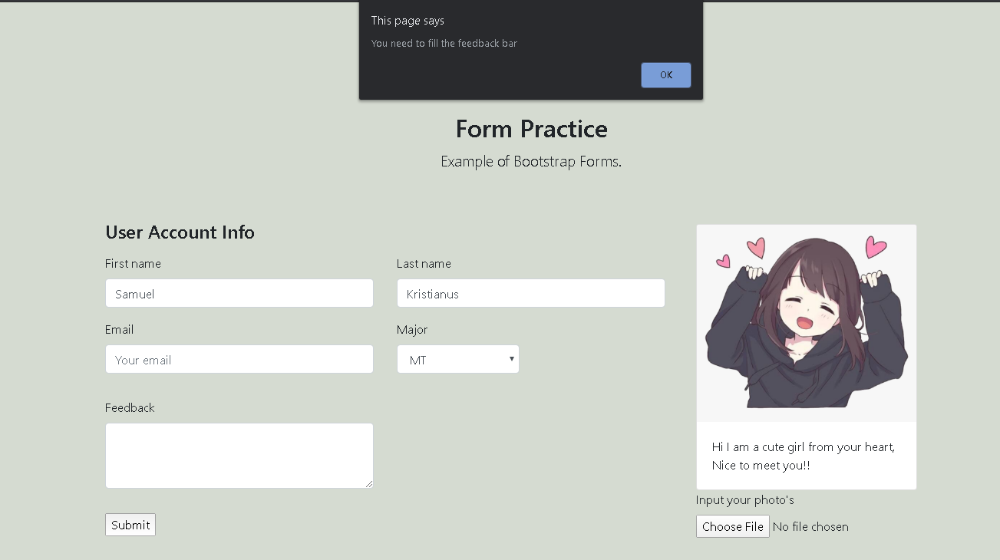 This page says
You need to fill the feedback bar
OK
Form Practice
Example of Bootstrap Forms.
User Account Info
First name
Last name
Samuel
Kristianus
Email
Major
Your email
MT
Feedback
Submit
Hi I am a cute girl from your heart,
Nice to meet you!!
Input your photo's
Choose File No file chosen